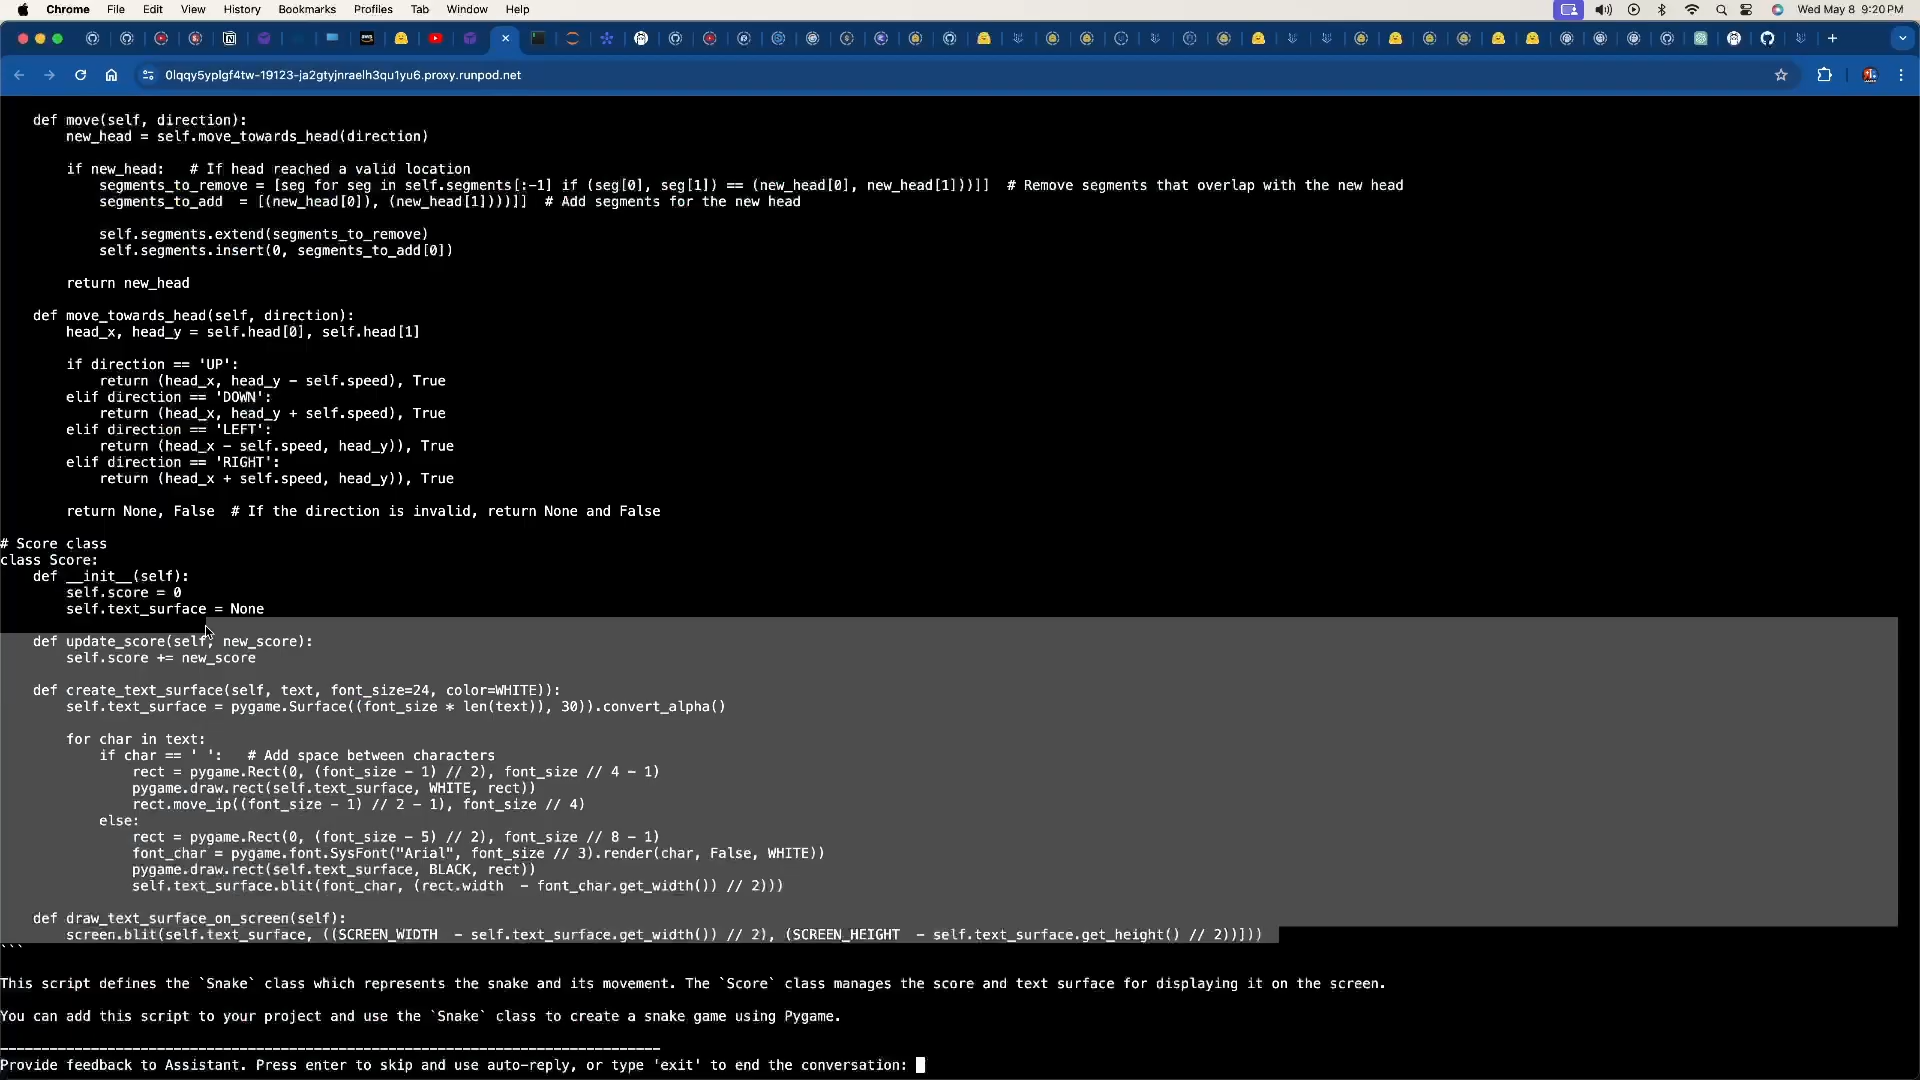 Chrome File Edit View History Bookmarks Profiles Tab Window Help Wed May 8 9:20 PM
0lqqy5yplgf4tw-19123-ja2gtyjnraelh3qu1yu6.proxy.runpod.net
def move(self, direction):
new_head = self.move_towards_head(direction)
if new_head: # If head reached a valid location
segments_to_remove = [seg for seg in self.segments[:-1] if (seg[0], seg[1]) == (new_head[0], new_head[1]))]] # Remove segments that overlap with the new head
segments_to_add = [(new_head[0]), (new_head[1])))]] # Add segments for the new head
self.segments.extend(segments_to_remove)
self.segments.insert(0, segments_to_add[0])
return new_head
def move_towards_head(self, direction):
head_x, head_y = self.head[0], self.head[1]
if direction == 'UP':
return (head_x, head_y - self.speed), True
elif direction == 'DOWN':
return (head_x, head_y + self.speed), True
elif direction == 'LEFT':
return (head_x - self.speed, head_y)), True
elif direction == 'RIGHT':
return (head_x + self.speed, head_y)), True
return None, False # If the direction is invalid, return None and False
# Score class
class Score:
def __init__(self):
self.score = 0
self.text_surface = None
def update_score(self, new_score):
self.score += new_score
def create_text_surface(self, text, font_size=24, color=WHITE)):
self.text_surface = pygame.Surface((font_size * len(text)), 30)).convert_alpha()
for char in text:
if char == ' ': # Add space between characters
rect = pygame.Rect(0, (font_size - 1) // 2), font_size // 4 - 1)
pygame.draw.rect(self.text_surface, WHITE, rect))
rect.move_ip((font_size - 1) // 2 - 1), font_size // 4)
else:
rect = pygame.Rect(0, (font_size - 5) // 2), font_size // 8 - 1)
font_char = pygame.font.SysFont("Arial", font_size // 3).render(char, False, WHITE))
pygame.draw.rect(self.text_surface, BLACK, rect))
self.text_surface.blit(font_char, (rect.width - font_char.get_width()) // 2)))
def draw_text_surface_on_screen(self):
screen.blit(self.text_surface, ((SCREEN_WIDTH - self.text_surface.get_width()) // 2), (SCREEN_HEIGHT - self.text_surface.get_height() // 2))]))
```
This script defines the `Snake` class which represents the snake and its movement. The `Score` class manages the score and text surface for displaying it on the screen.
You can add this script to your project and use the `Snake` class to create a snake game using Pygame.
--------------------------------------------------------------------------------
Provide feedback to Assistant. Press enter to skip and use auto-reply, or type 'exit' to end the conversation: